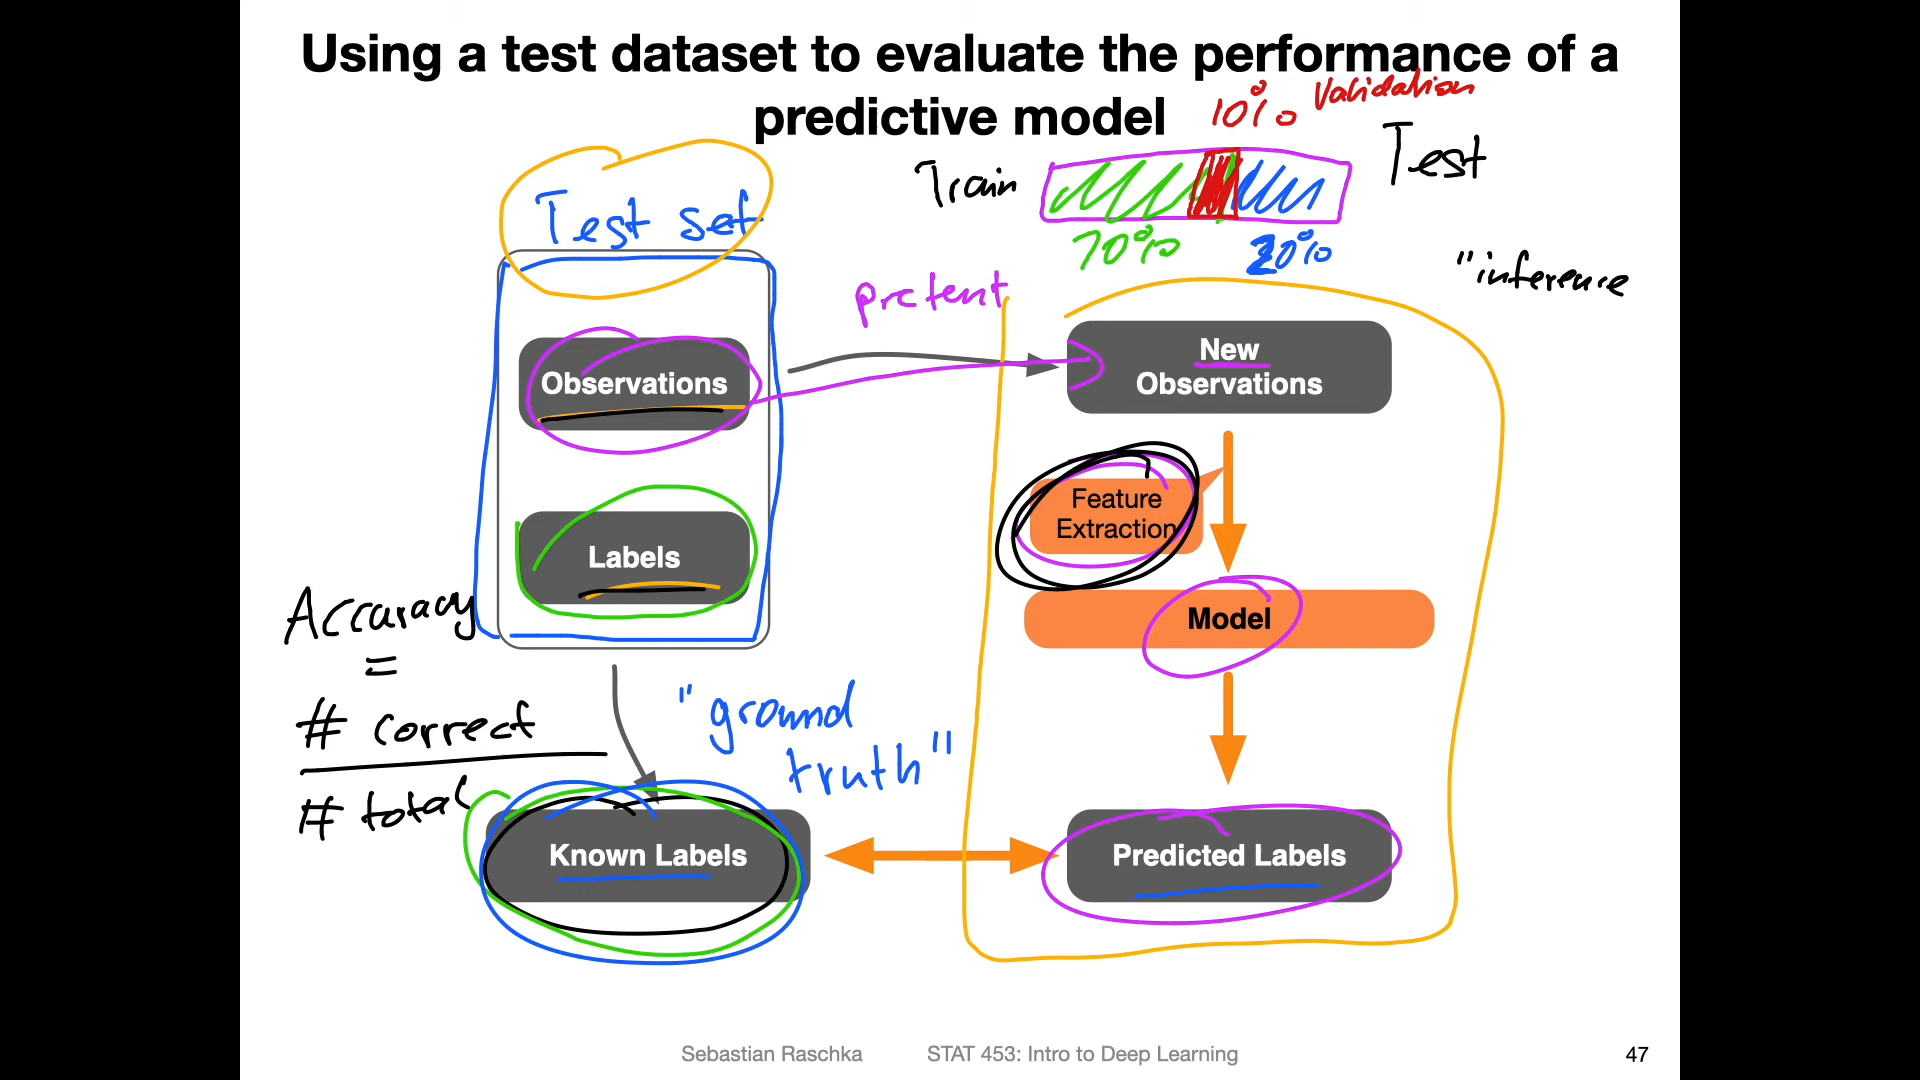 Using a test dataset to evaluate the performance of a
predictive model
10% Validation
Train
Test
70%
20%
Test set
"inference
pretent
Observations
New
Observations
Feature
Extraction
Labels
Model
Accuracy
=
# correct
# total
"ground
truth"
Known Labels
Predicted Labels
Sebastian Raschka
STAT 453: Intro to Deep Learning
47